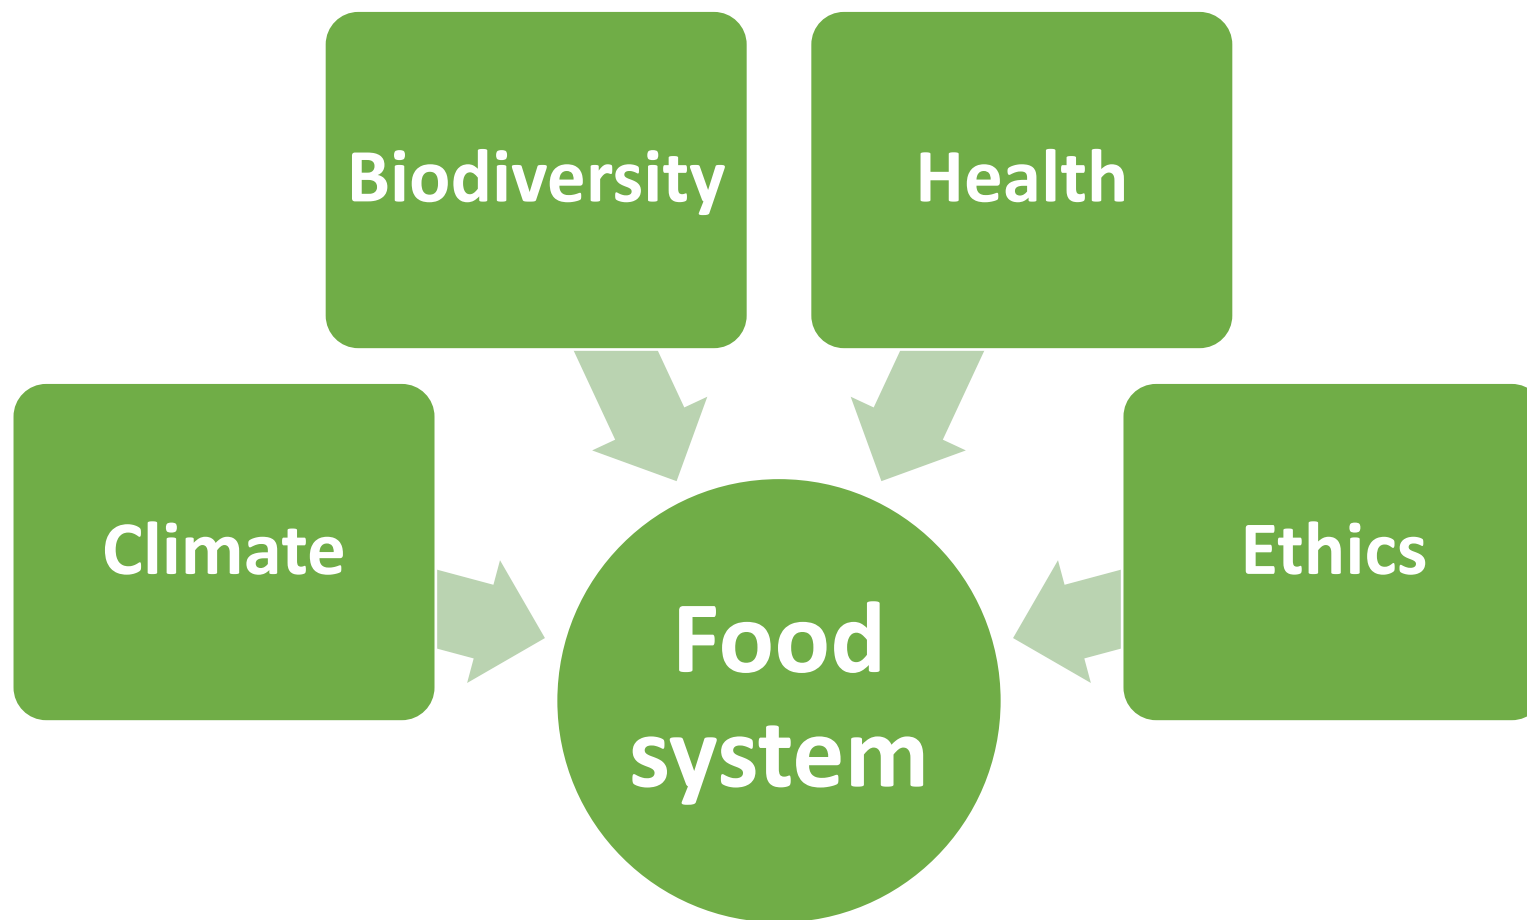 Biodiversity
Health
Climate
Ethics
Food
system